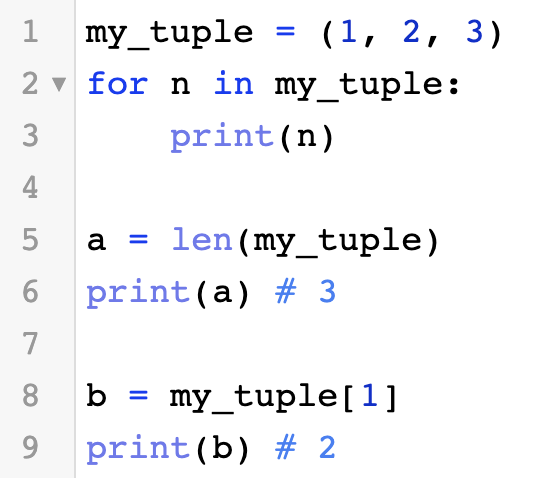 1 my_tuple = (1, 2, 3)
2 ▼ for n in my_tuple:
3     print(n)
4
5 a = len(my_tuple)
6 print(a) # 3
7
8 b = my_tuple[1]
9 print(b) # 2